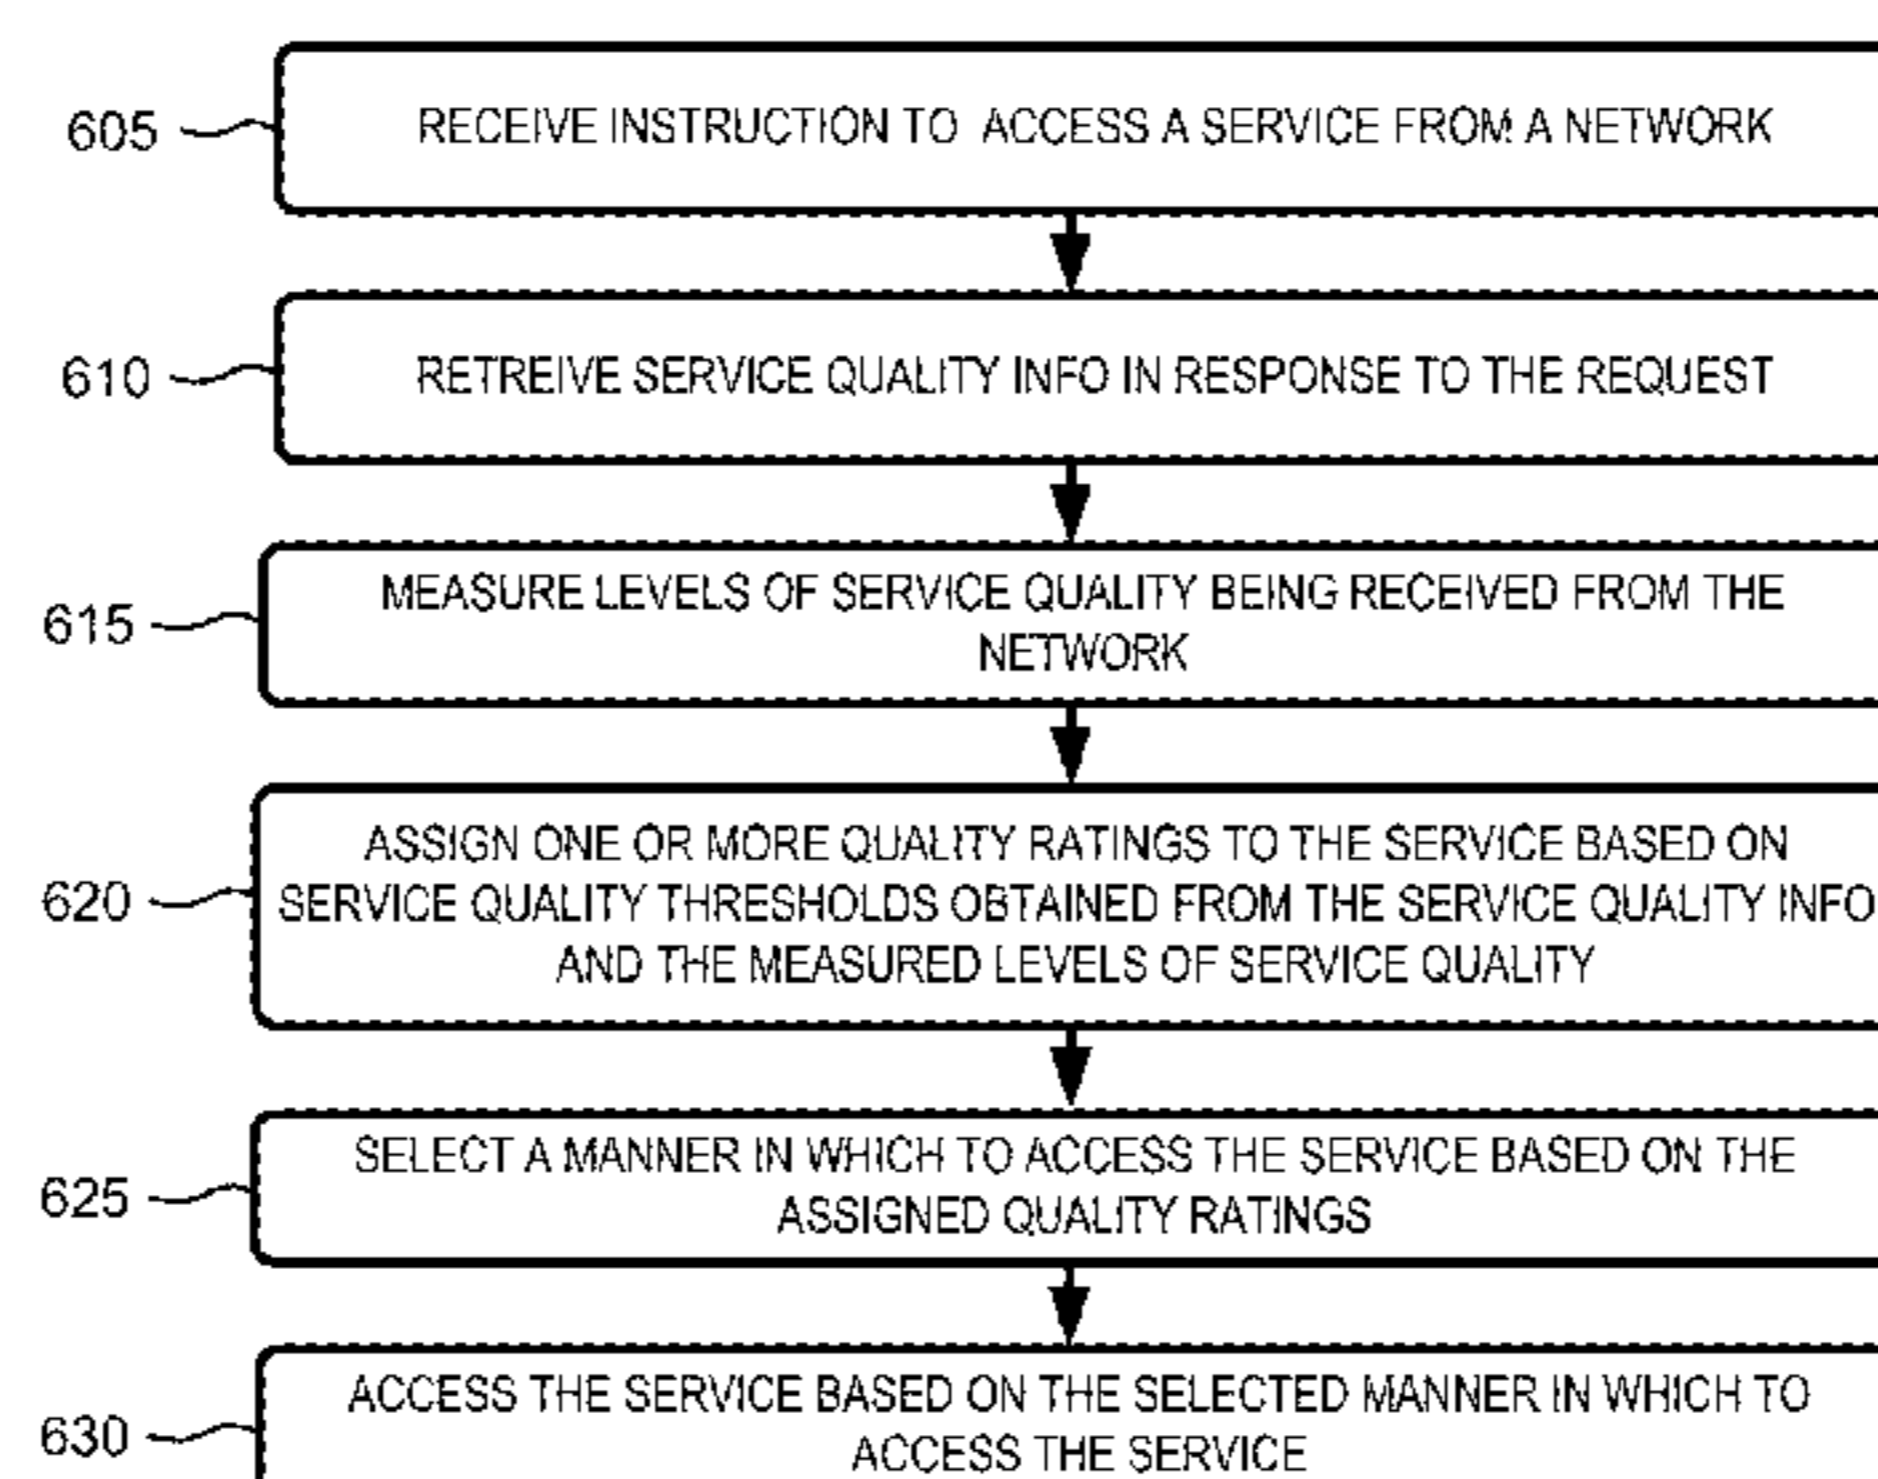 605 RECEIVE INSTRUCTION TO ACCESS A SERVICE FROM A NETWORK
610 RETREIVE SERVICE QUALITY INFO IN RESPONSE TO THE REQUEST
615 MEASURE LEVELS OF SERVICE QUALITY BEING RECEIVED FROM THE
NETWORK
620 ASSIGN ONE OR MORE QUALITY RATINGS TO THE SERVICE BASED ON
SERVICE QUALITY THRESHOLDS OBTAINED FROM THE SERVICE QUALITY INFO
AND THE MEASURED LEVELS OF SERVICE QUALITY
625 SELECT A MANNER IN WHICH TO ACCESS THE SERVICE BASED ON THE
ASSIGNED QUALITY RATINGS
630 ACCESS THE SERVICE BASED ON THE SELECTED MANNER IN WHICH TO
ACCESS THE SERVICE